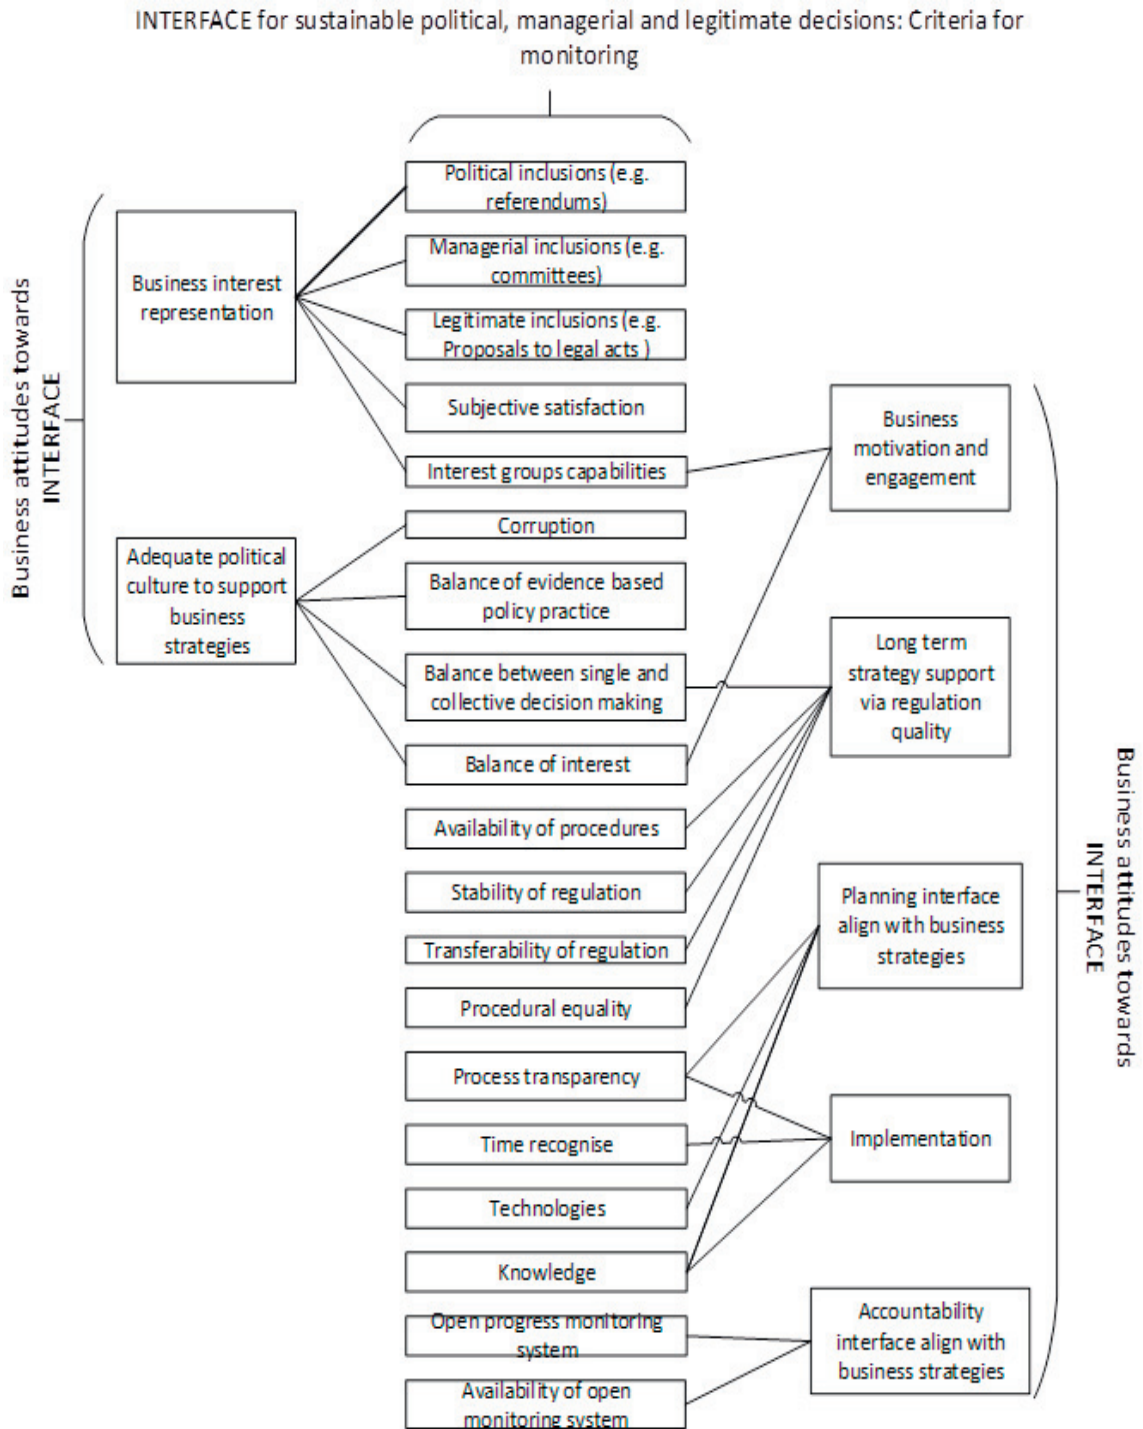 INTERFACE for sustainable political, managerial and legitimate decisions: Criteria for
monitoring
Business attitudes towards
INTERFACE
Business interest
representation
Adequate political
culture to support
business
strategies
Political inclusions (e.g.
referendums)
Managerial inclusions (e.g.
committees)
Legitimate inclusions (e.g.
Proposals to legal acts )
Subjective satisfaction
Interest groups capabilities
Corruption
Balance of evidence based
policy practice
Balance between single and
collective decision making
Balance of interest
Availability of procedures
Stability of regulation
Transferability of regulation
Procedural equality
Process transparency
Time recognise
Technologies
Knowledge
Open progress monitoring
system
Availability of open
monitoring system
Business
motivation and
engagement
Long term
strategy support
via regulation
quality
Planning interface
align with business
strategies
Implementation
Accountability
interface align with
business strategies
Business attitudes towards
INTERFACE